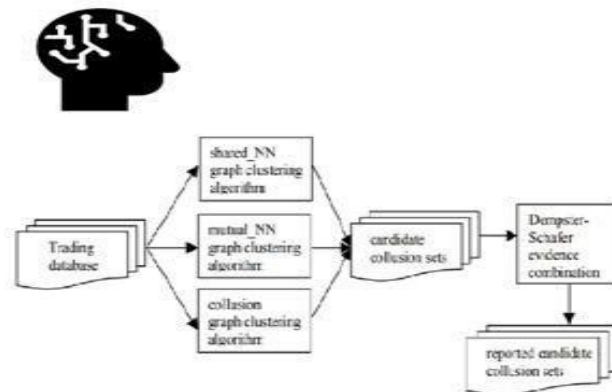 shared_NN
graph clustering
algorithm
Trading
database
mutual_NN
graph clustering
algorithm
collusion
graph clustering
algorithm
candidate
collusion sets
Dempster-
Schafer
evidence
combination
reported candidate
collusion sets